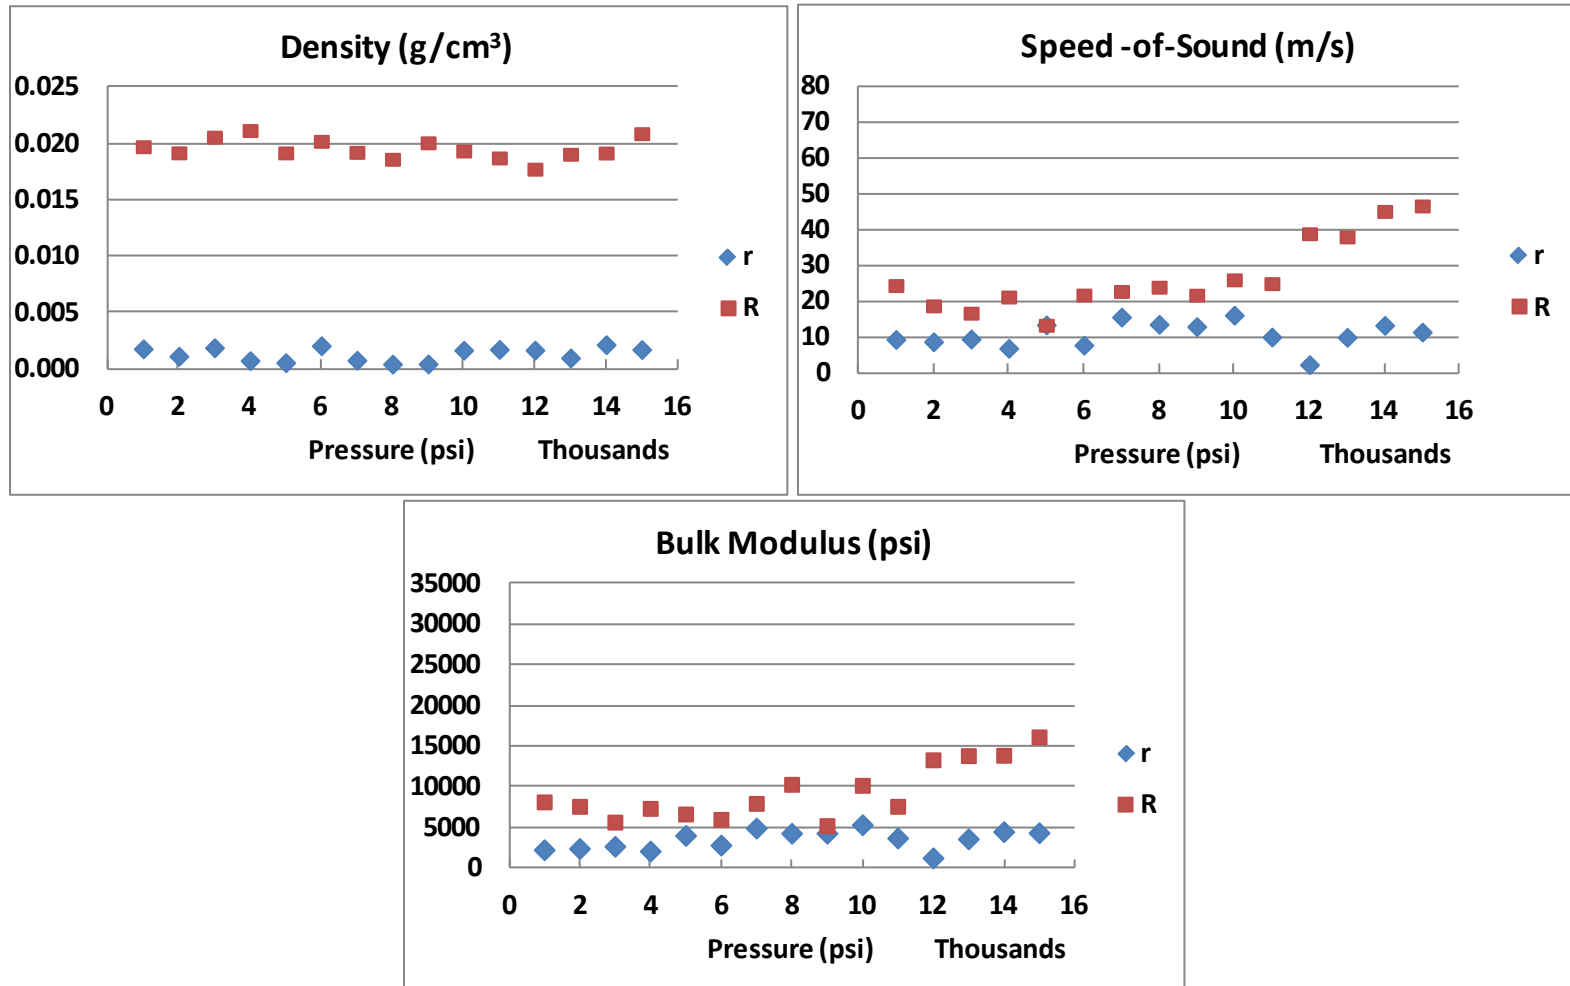 Density (g/cm³)
0.025
0.020
0.015
0.010
0.005
0.000
0 2 4 6 8 10 12 14 16
Pressure (psi) Thousands
r
R
Speed -of-Sound (m/s)
80
70
60
50
40
30
20
10
0
0 2 4 6 8 10 12 14 16
Pressure (psi) Thousands
r
R
Bulk Modulus (psi)
35000
30000
25000
20000
15000
10000
5000
0
0 2 4 6 8 10 12 14 16
Pressure (psi) Thousands
r
R